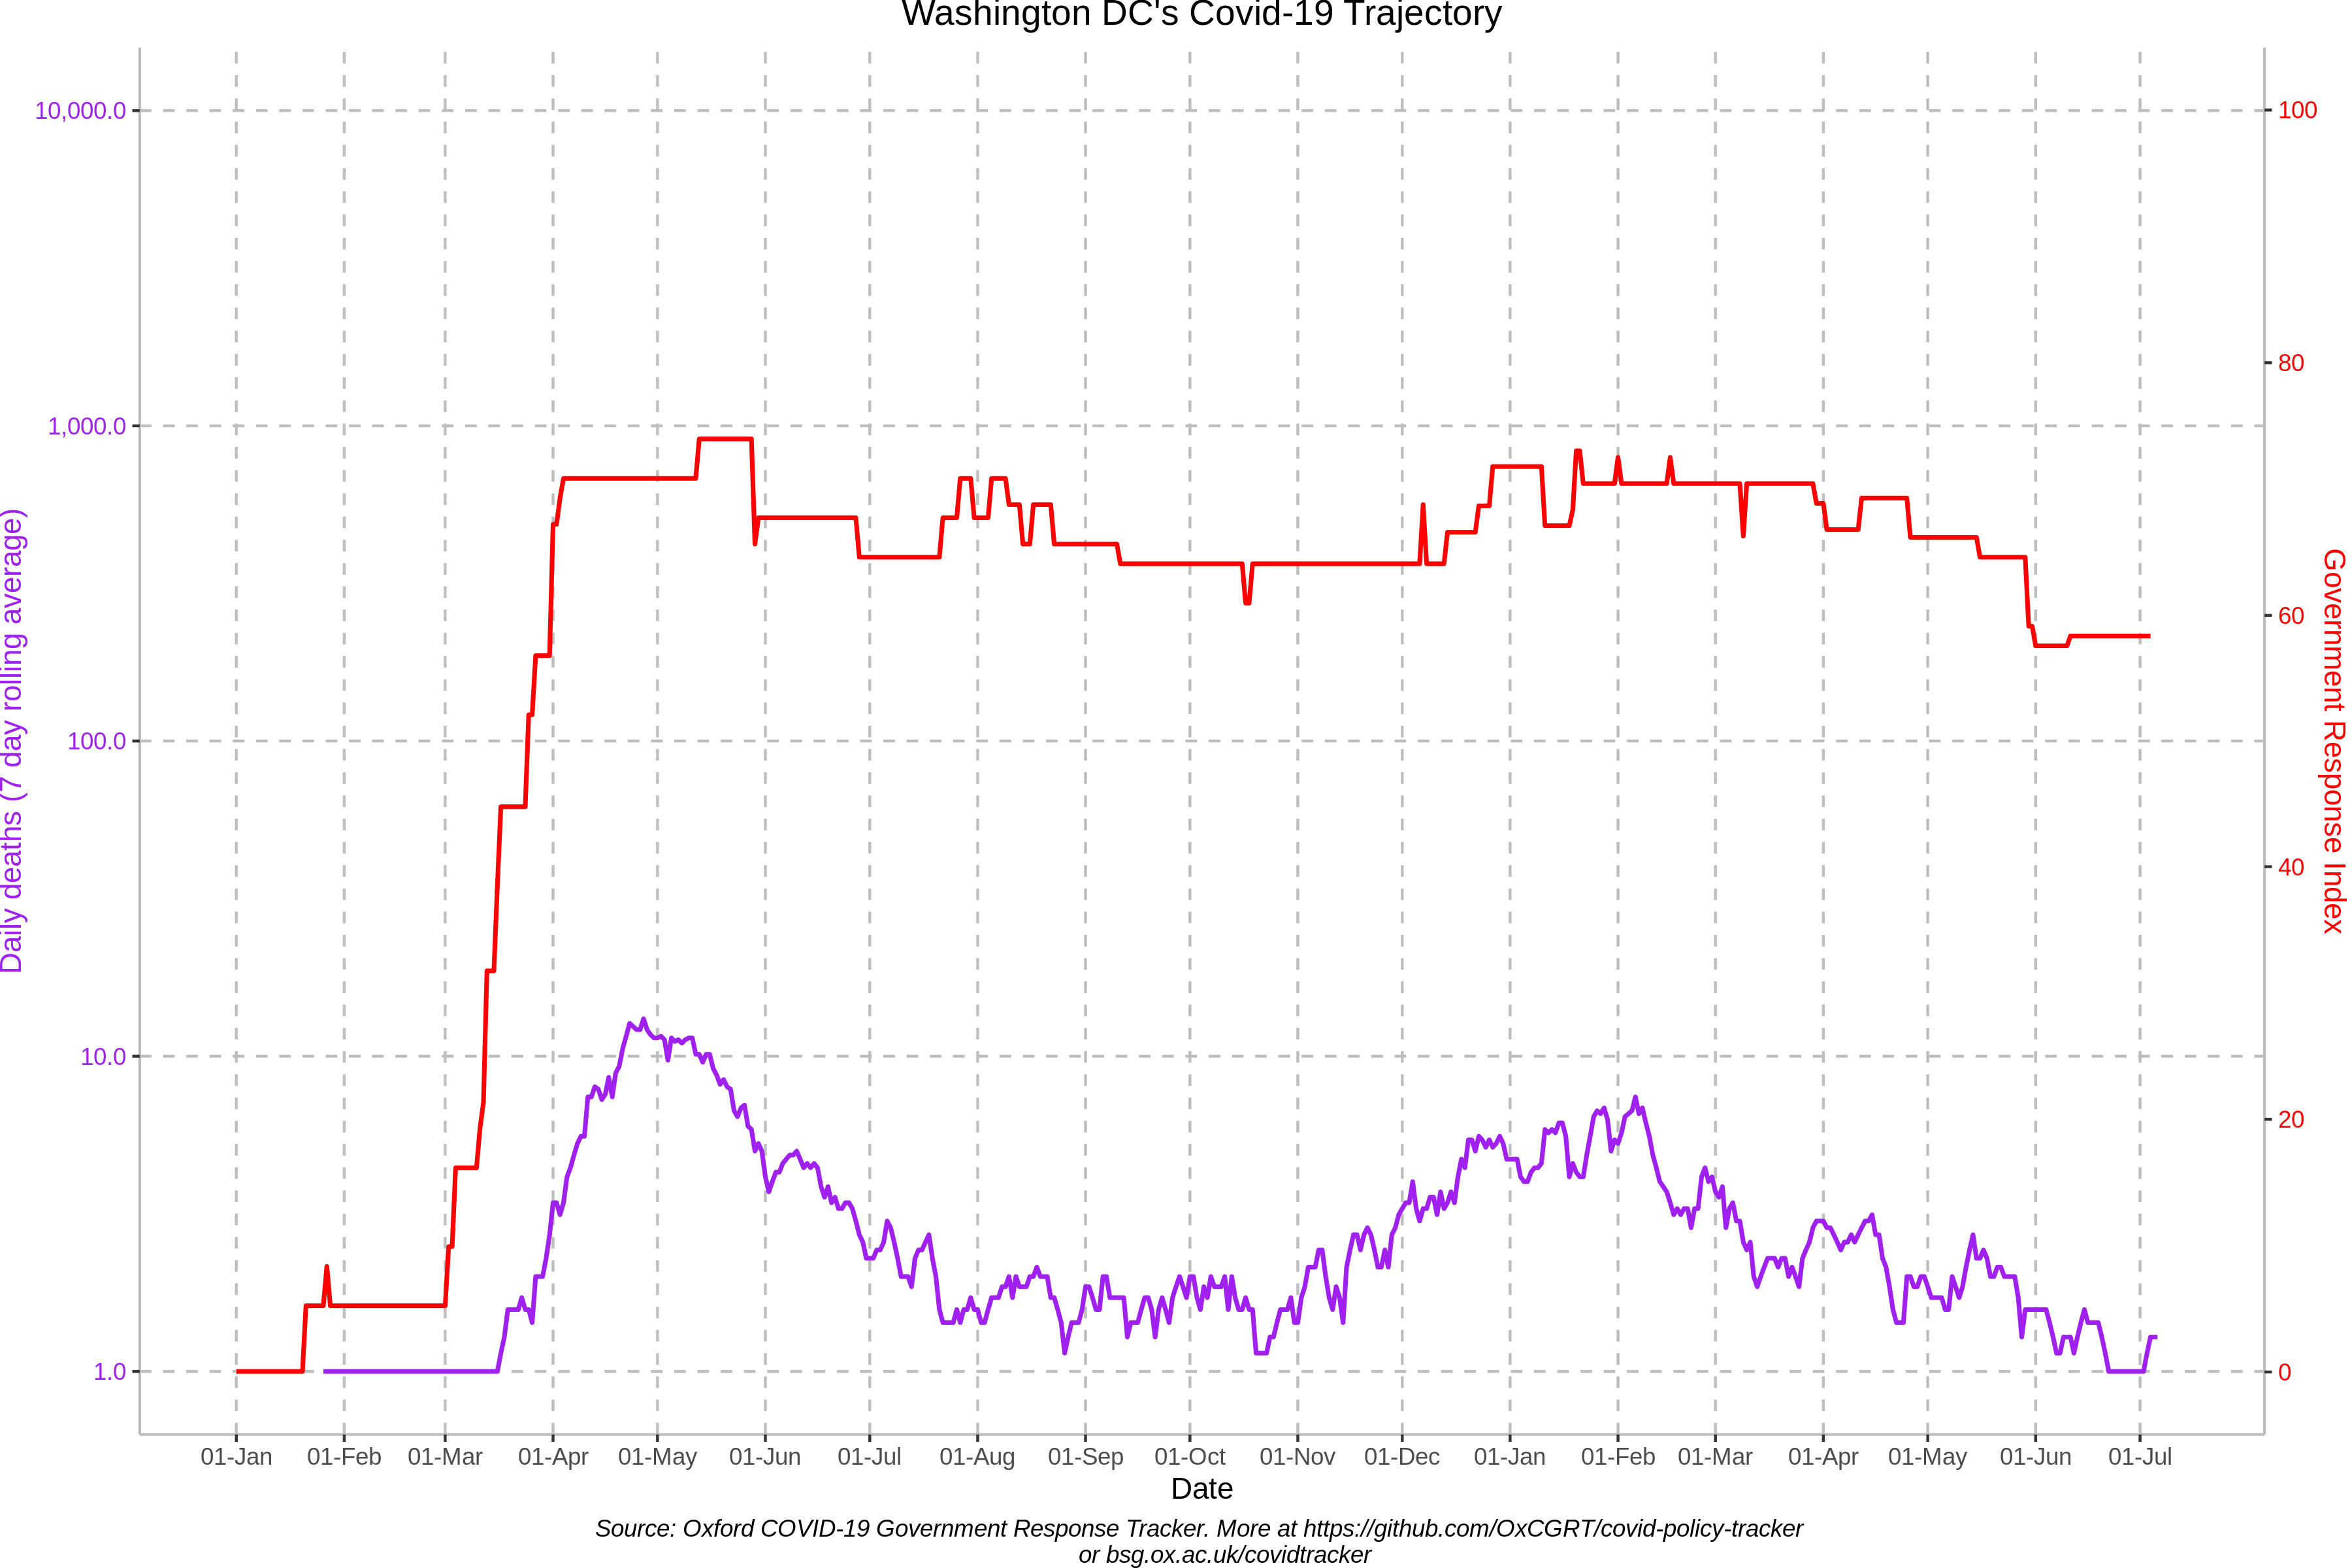 Washington DC's Covid-19 Trajectory
10,000.0
1,000.0
100.0
10.0
1.0
Daily deaths (7 day rolling average)
100
80
60
40
20
0
Government Response Index
01-Jan 01-Feb 01-Mar 01-Apr 01-May 01-Jun 01-Jul 01-Aug 01-Sep 01-Oct 01-Nov 01-Dec 01-Jan 01-Feb 01-Mar 01-Apr 01-May 01-Jun 01-Jul
Date
Source: Oxford COVID-19 Government Response Tracker. More at https://github.com/OxCGRT/covid-policy-tracker
or bsg.ox.ac.uk/covidtracker